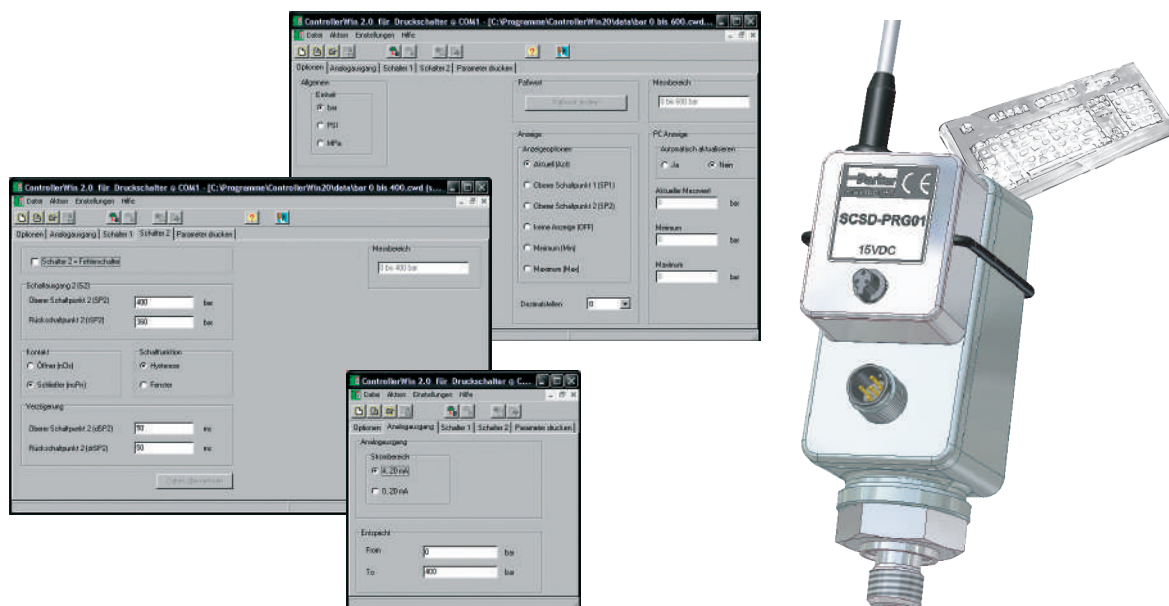 ControllerWin 2.0 für Druckschalter @ COM1 - [C:\Programme\ControllerWin20\data\bar 0 bis 600.cwd...
Datei Aktion Einstellungen Hilfe
Optionen Analogausgang Schalter 1 Schalter 2 Parameter drucken
Allgemein
Einheit
bar
PSI
MPa
Paßwort
Paßwort ändern
Messbereich
0 bis 600 bar
Anzeige
Anzeigeoptionen
Aktuell (Act)
Oberer Schaltpunkt 1 (SP1)
Oberer Schaltpunkt 2 (SP2)
keine Anzeige (OFF)
Minimum (Min)
Maximum (Max)
Dezimalstellen 0
PC Anzeige
Automatisch aktualisieren
Ja Nein
Aktueller Messwert
0 bar
Minimum
0 bar
Maximum
0 bar
ControllerWin 2.0 für Druckschalter @ COM1 - [C:\Programme\ControllerWin20\data\bar 0 bis 400.cwd (s...
Datei Aktion Einstellungen Hilfe
Optionen Analogausgang Schalter 1 Schalter 2 Parameter drucken
Schalter 2 = Fehlerschalter
Messbereich
0 bis 400 bar
Schaltausgang 2 (S2)
Oberer Schaltpunkt 2 (SP2) 400 bar
Rückschaltpunkt 2 (rSP2) 360 bar
Kontakt
Öffner (nCls)
Schließer (noPn)
Schaltfunktion
Hysterese
Fenster
Verzögerung
Oberer Schaltpunkt 2 (dSP2) 50 ms
Rückschaltpunkt 2 (drSP2) 50 ms
Daten übernehmen
ControllerWin 2.0 für Druckschalter @ C...
Datei Aktion Einstellungen Hilfe
Optionen Analogausgang Schalter 1 Schalter 2 Parameter drucken
Analogausgang
Strombereich
4..20 mA
0..20 mA
Entspricht
From 0 bar
To 400 bar
Parker
CE
SCSD-PRG01
15VDC